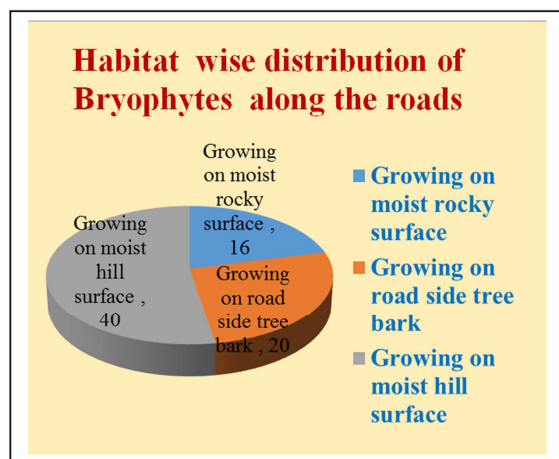 Habitat wise distribution of
Bryophytes along the roads
Growing
on moist
rocky
surface ,
16
Growing
on road
side tree
bark , 20
Growing
on moist
hill
surface ,
40
Growing on
moist rocky
surface
Growing on
road side tree
bark
Growing on
moist hill
surface